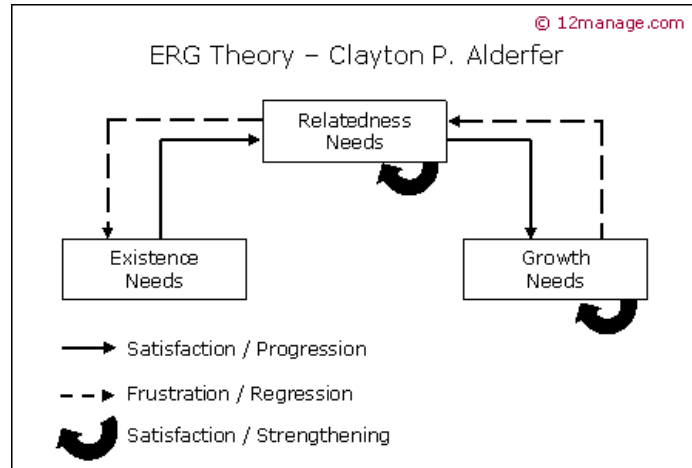 © 12manage.com
ERG Theory – Clayton P. Alderfer
Relatedness
Needs
Existence
Needs
Growth
Needs
Satisfaction / Progression
Frustration / Regression
Satisfaction / Strengthening